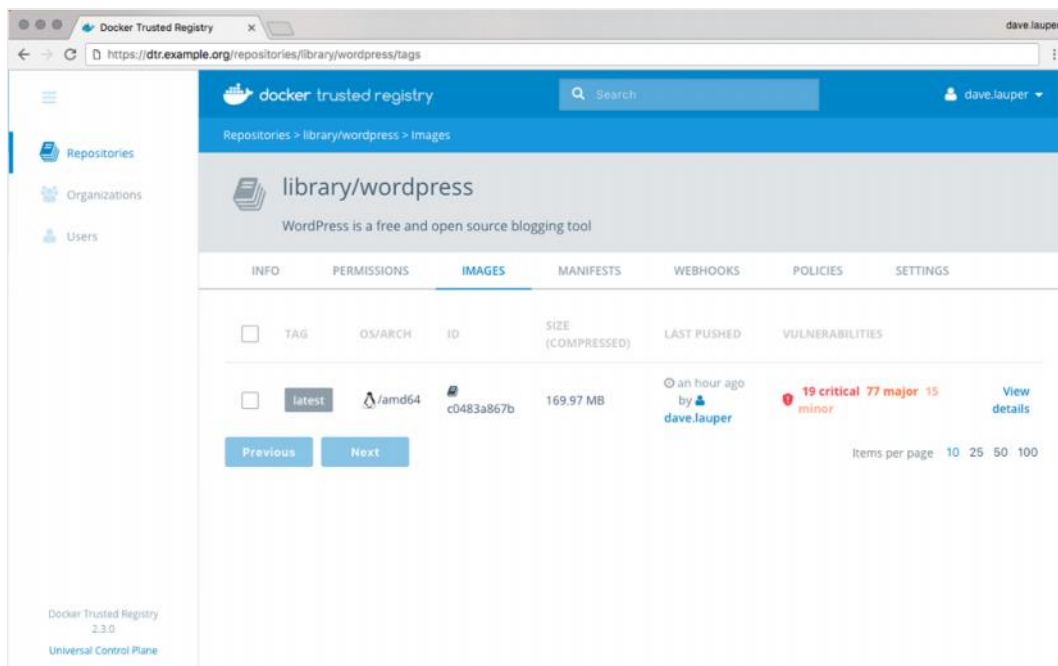 Docker Trusted Registry
dave.lauper
https://dtr.example.org/repositories/library/wordpress/tags
docker trusted registry
Search
dave.lauper
Repositories > library/wordpress > Images
Repositories
Organizations
Users
library/wordpress
WordPress is a free and open source blogging tool
INFO PERMISSIONS IMAGES MANIFESTS WEBHOOKS POLICIES SETTINGS
TAG OS/ARCH ID SIZE (COMPRESSED) LAST PUSHED VULNERABILITIES
latest /amd64 c0483a867b 169.97 MB an hour ago by dave.lauper 19 critical 77 major 15 minor View details
Previous Next
Items per page 10 25 50 100
Docker Trusted Registry
2.3.0
Universal Control Plane